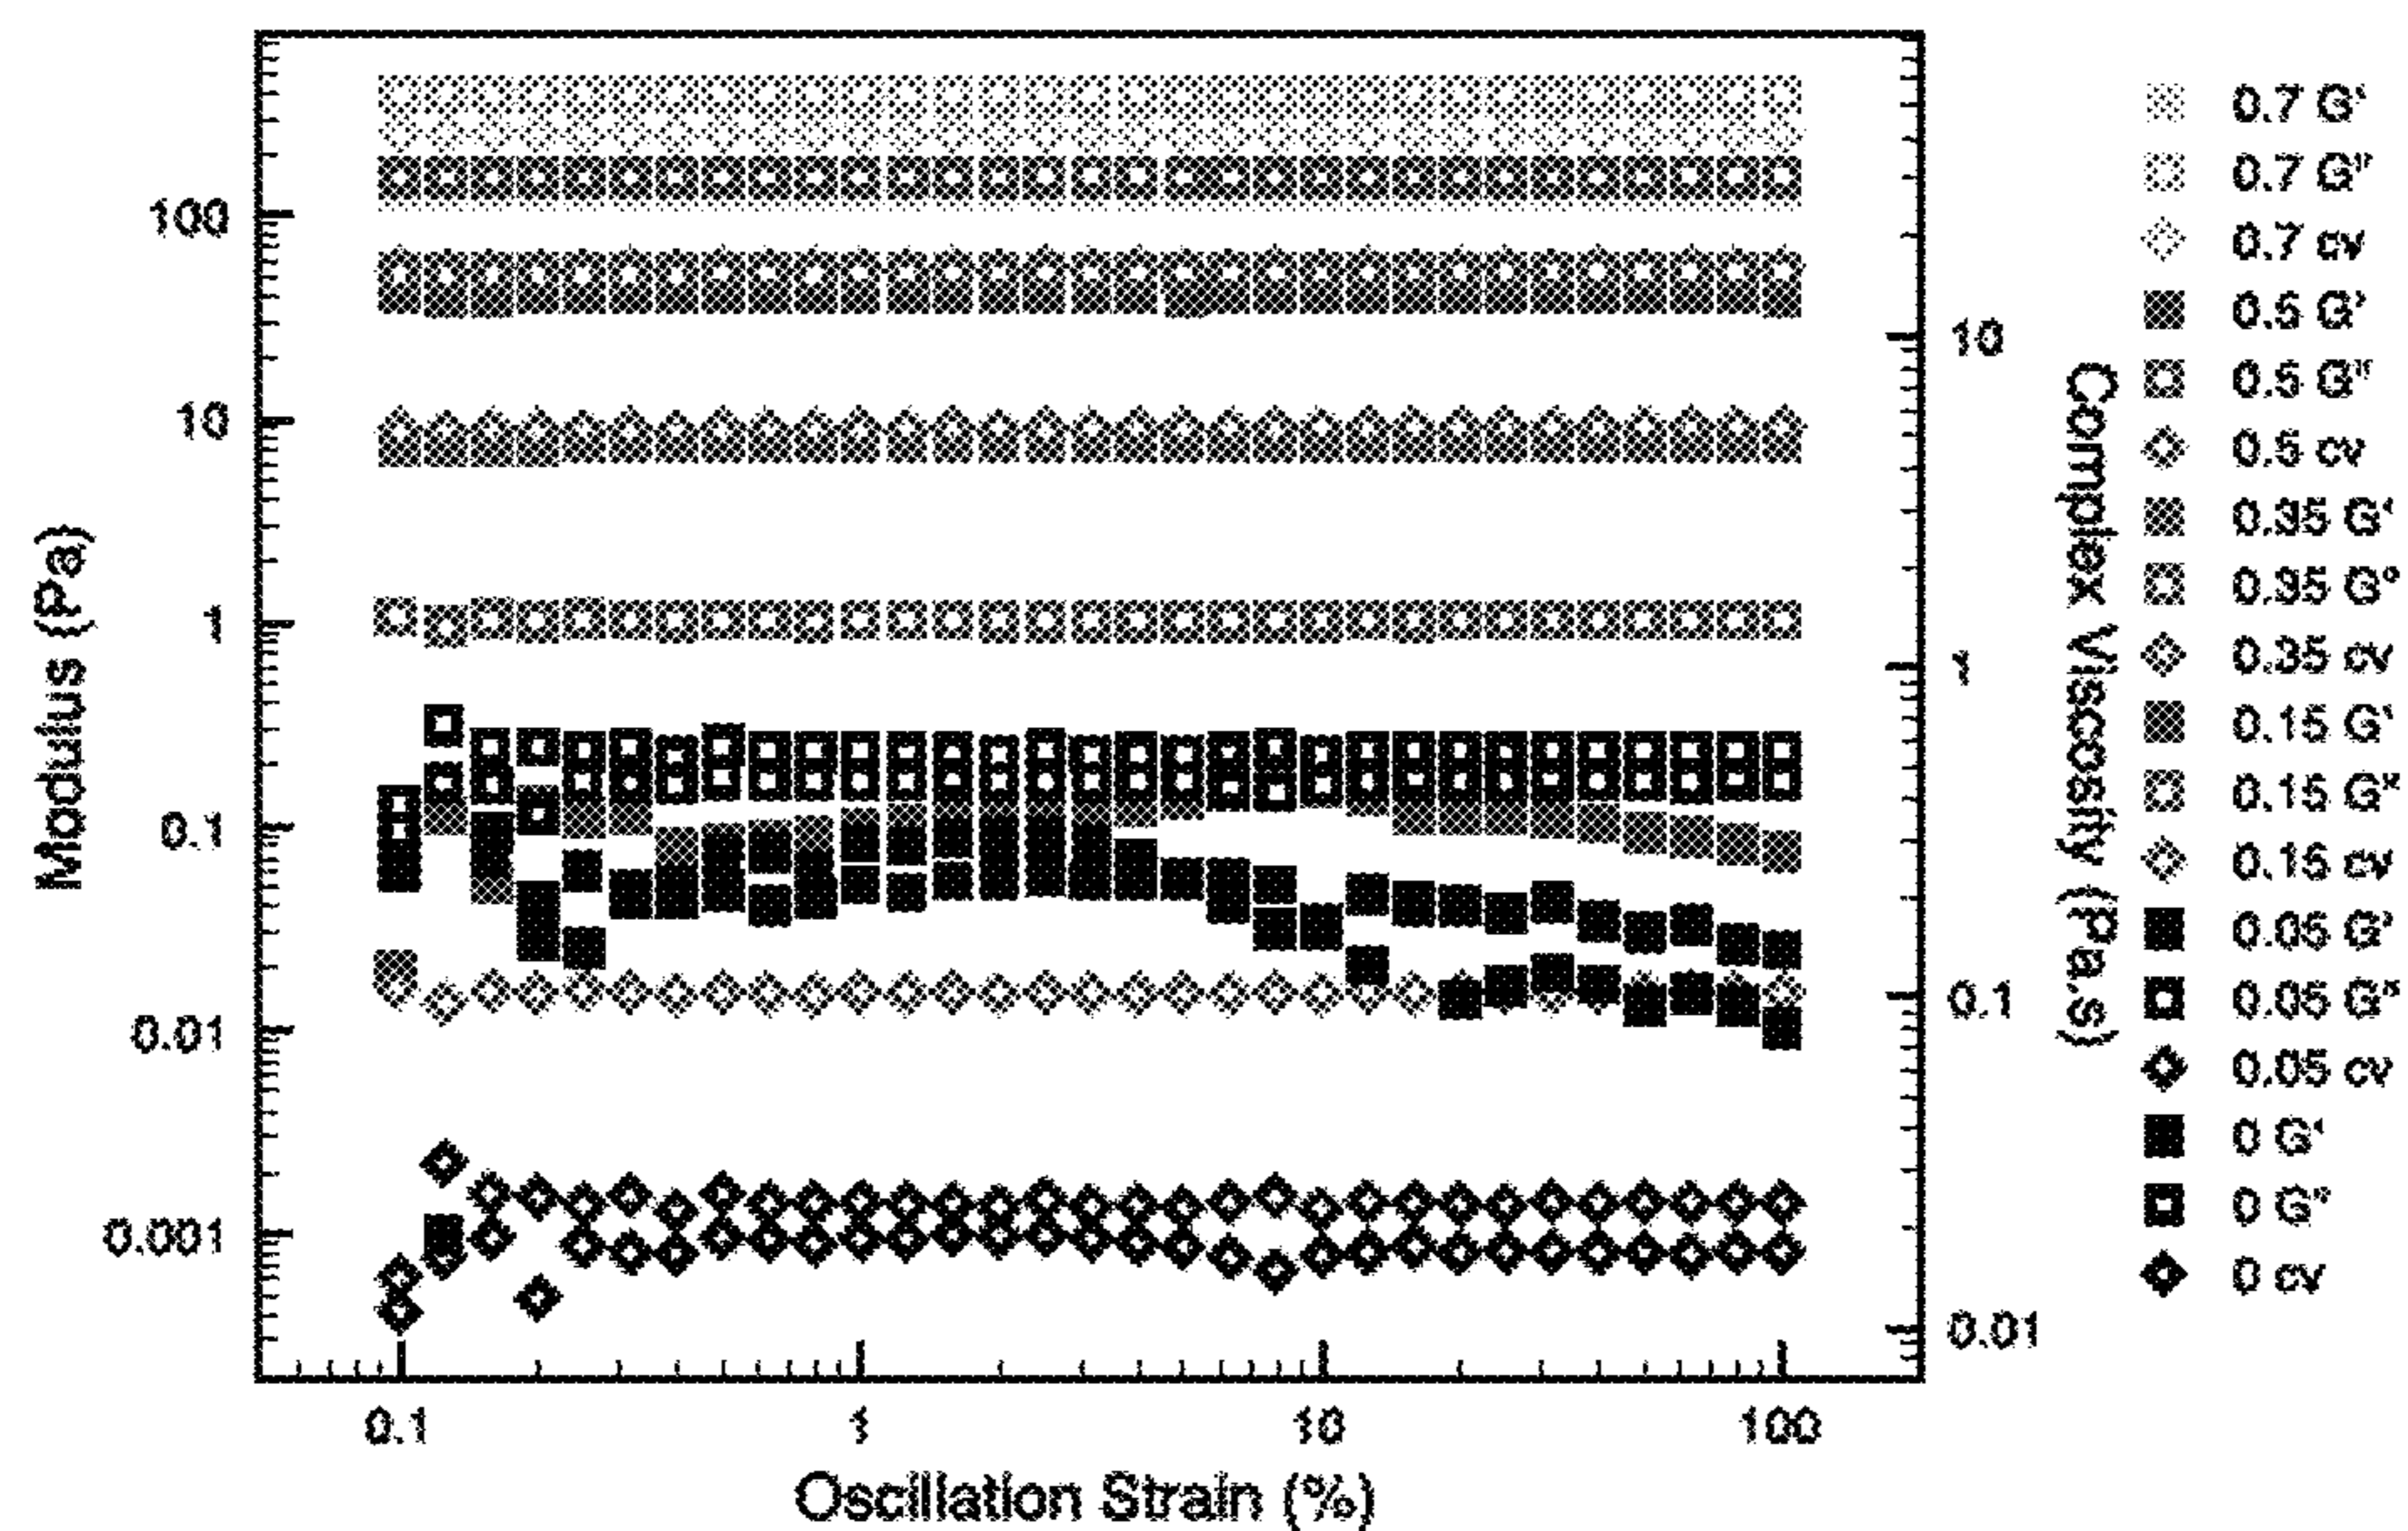 100
10
1
0.1
0.01
0.001
Modulus (Pa)
0.1
1
10
100
Oscillation Strain (%)
10
1
0.1
0.01
Complex Viscosity (Pa.s)
0.7 G'
0.7 G"
0.7 cv
0.5 G'
0.5 G"
0.5 cv
0.35 G'
0.35 G"
0.35 cv
0.15 G'
0.15 G"
0.15 cv
0.05 G'
0.05 G"
0.05 cv
0 G'
0 G"
0 cv